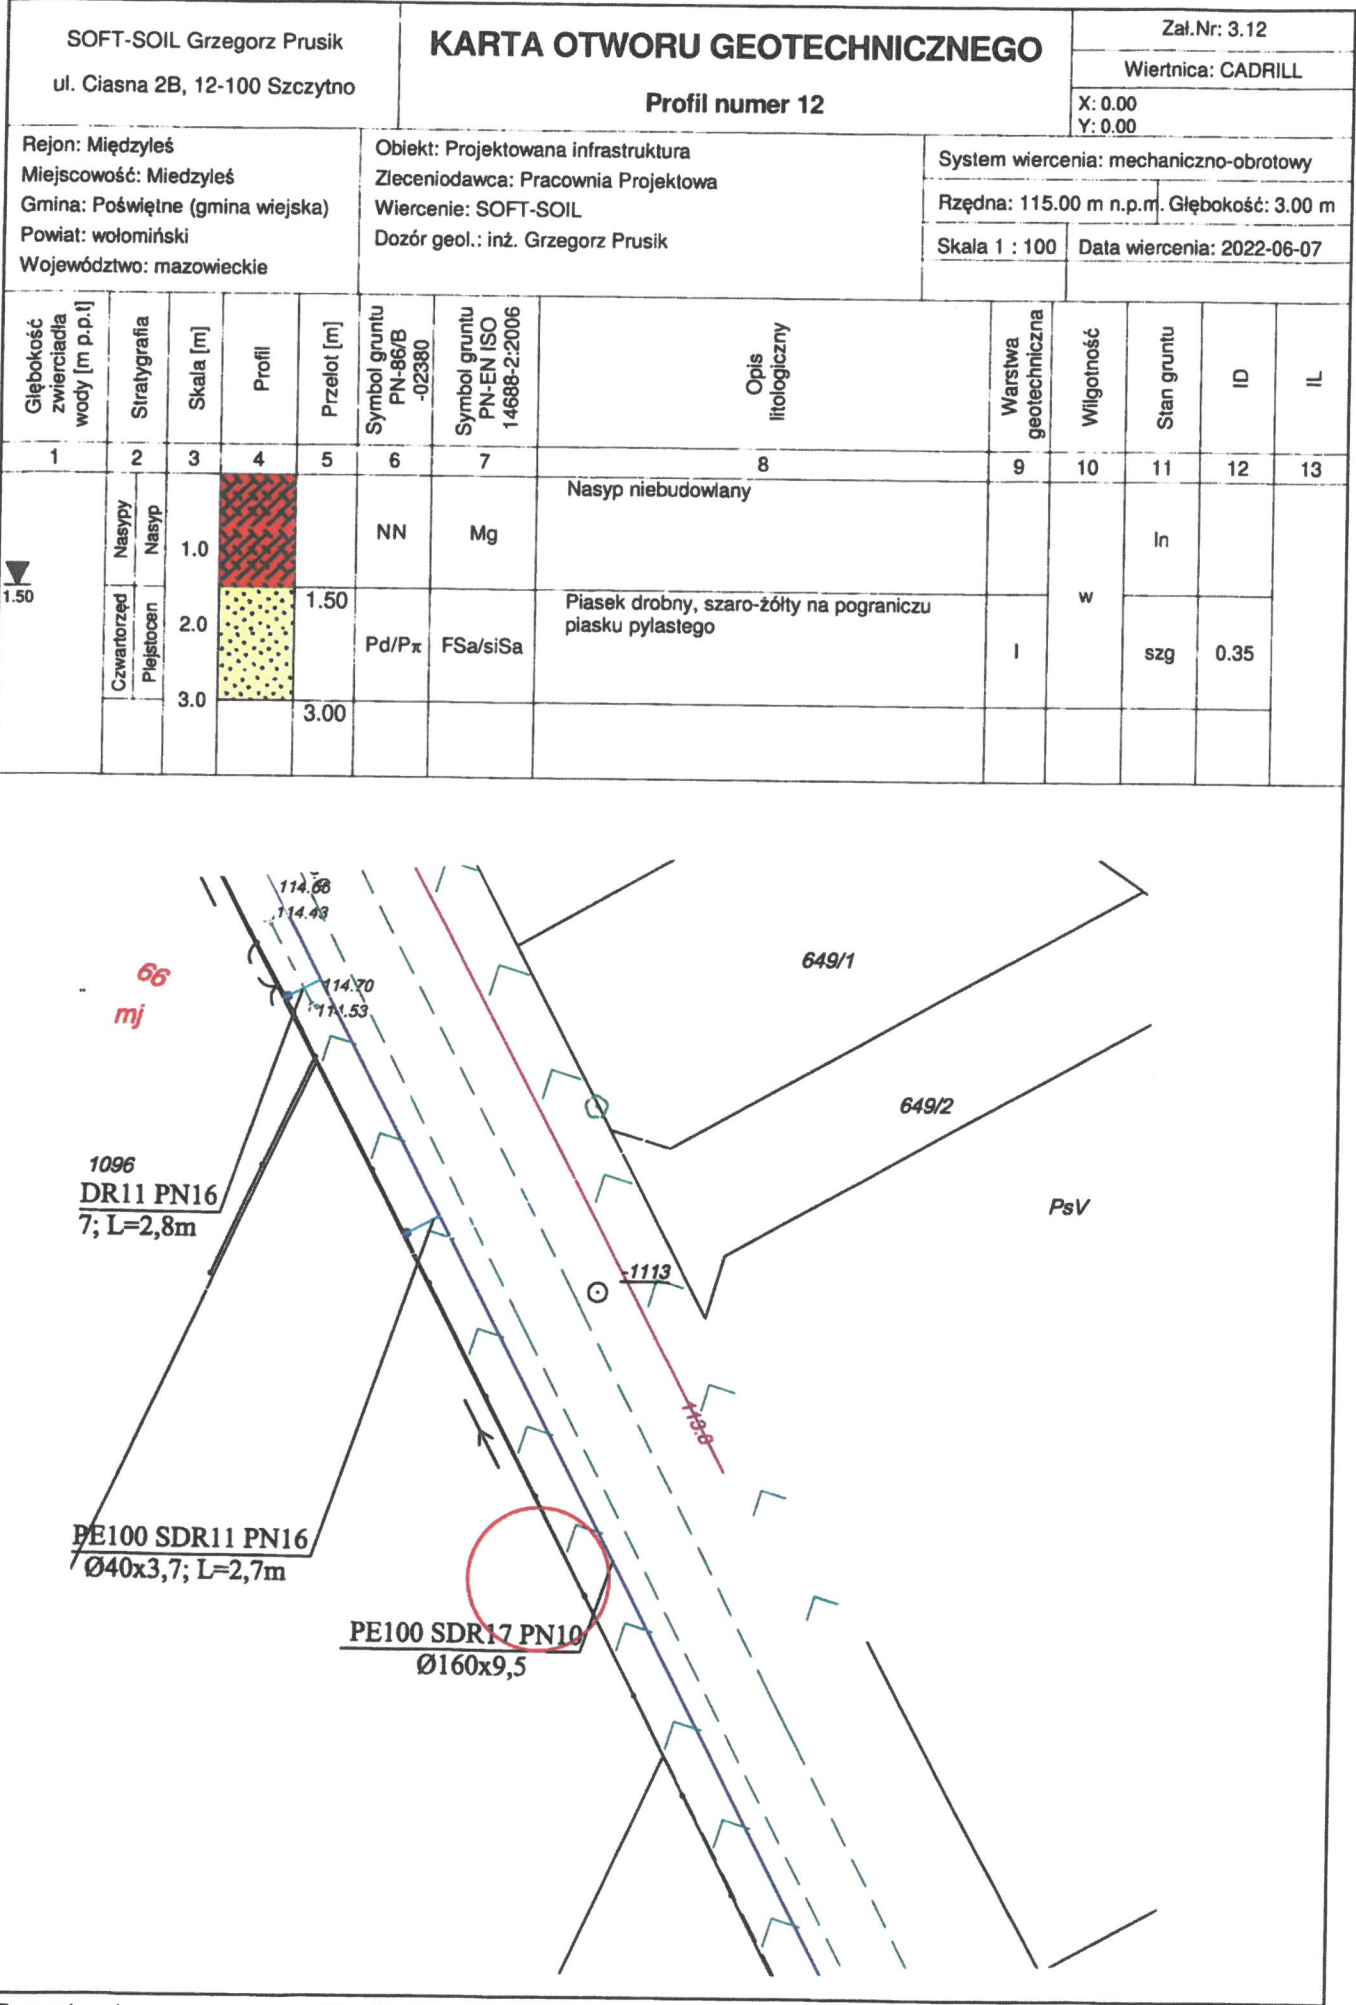 SOFT-SOIL Grzegorz Prusik
ul. Ciasna 2B, 12-100 Szczytno
KARTA OTWORU GEOTECHNICZNEGO
Profil numer 12
Zał.Nr: 3.12
Wiertnica: CADRILL
X: 0.00
Y: 0.00
Rejon: Międzyleś
Miejscowość: Miedzyleś
Gmina: Poświętne (gmina wiejska)
Powiat: wołomiński
Województwo: mazowieckie
Obiekt: Projektowana infrastruktura
Zleceniodawca: Pracownia Projektowa
Wiercenie: SOFT-SOIL
Dozór geol.: inż. Grzegorz Prusik
System wiercenia: mechaniczno-obrotowy
Rzędna: 115.00 m n.p.m.
Głębokość: 3.00 m
Skala 1 : 100
Data wiercenia: 2022-06-07
Głębokość
zwierciadła
wody [m p.p.t]
Stratygrafia
Skala [m]
Profil
Przelot [m]
Symbol gruntu
PN-86/B
-02380
Symbol gruntu
PN-EN ISO
14688-2:2006
Opis
litologiczny
Warstwa
geotechniczna
Wilgotność
Stan gruntu
ID
IL
1 2 3 4 5 6 7 8 9 10 11 12 13
Nasypy
Nasyp
1.0
NN
Mg
Nasyp niebudowlany
ln
1.50
w
Czwartorzęd
Plejstocen
2.0
1.50
Pd/Pπ
FSa/siSa
Piasek drobny, szaro-żółty na pograniczu
piasku pylastego
I
szg
0.35
3.0
3.00
114.66
114.43
66
mj
114.70
114.53
649/1
649/2
1096
DR11 PN16
7; L=2,8m
PsV
-1113
113.8
PE100 SDR11 PN16
Ø40x3,7; L=2,7m
PE100 SDR17 PN10
Ø160x9,5